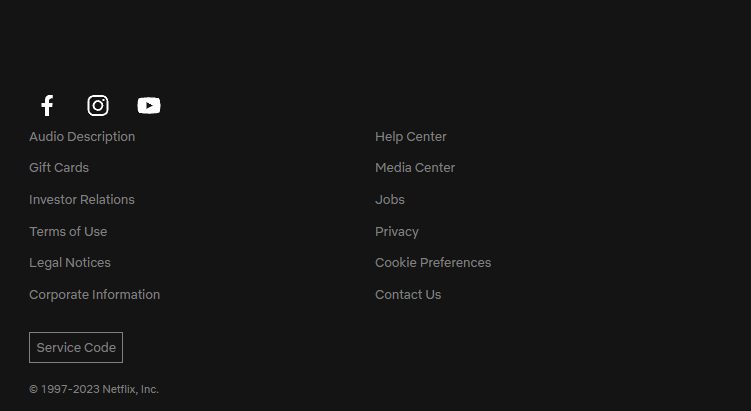 Audio Description
Help Center
Gift Cards
Media Center
Investor Relations
Jobs
Terms of Use
Privacy
Legal Notices
Cookie Preferences
Corporate Information
Contact Us
Service Code
© 1997-2023 Netflix, Inc.